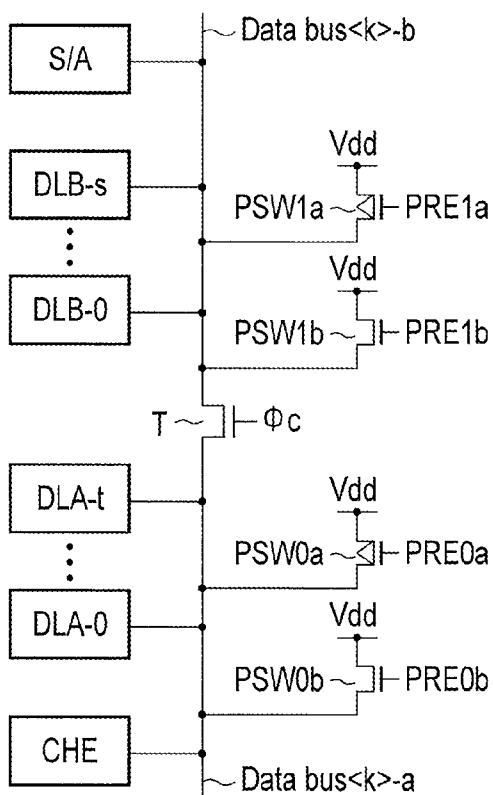 Data bus<k>-b
S/A
Vdd
DLB-s
PSW1a
PRE1a
Vdd
DLB-0
PSW1b
PRE1b
T
Φc
DLA-t
Vdd
PSW0a
PRE0a
DLA-0
Vdd
PSW0b
PRE0b
CHE
Data bus<k>-a